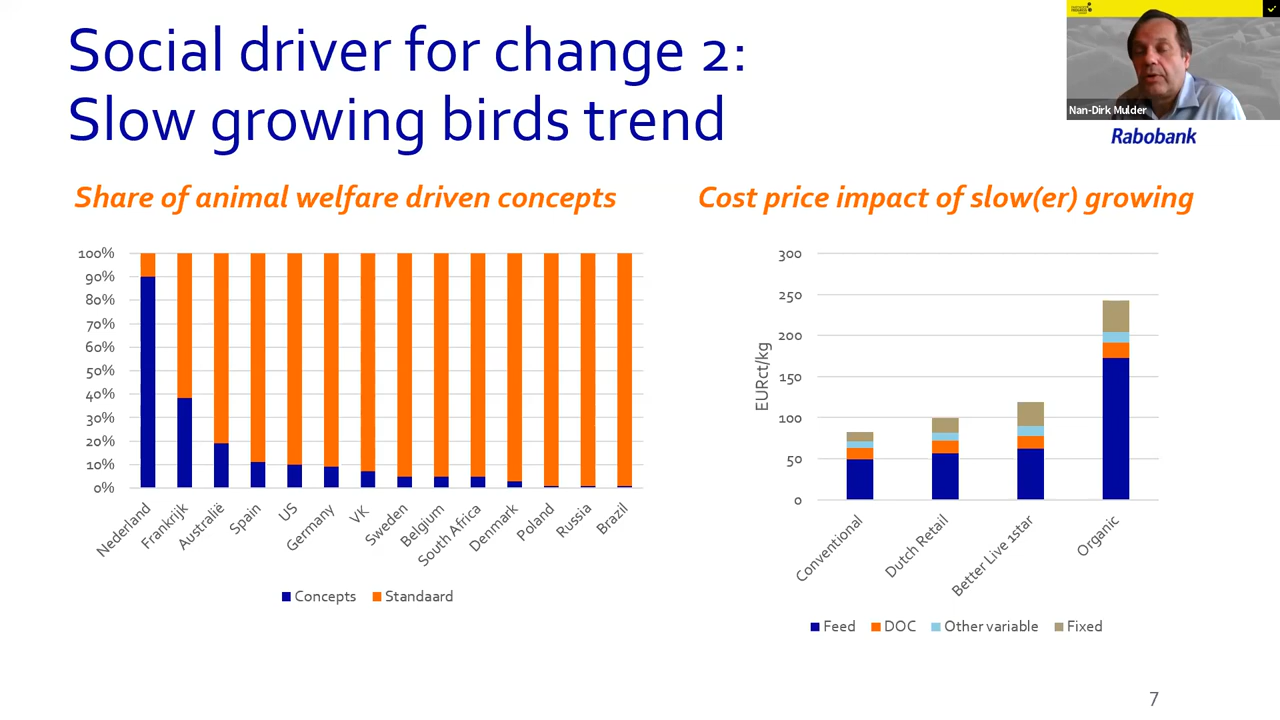 Social driver for change 2:
Slow growing birds trend
Nan-Dirk Mulder
Rabobank
Share of animal welfare driven concepts
100%
90%
80%
70%
60%
50%
40%
30%
20%
10%
0%
Nederland
Frankrijk
Australië
Spain
US
Germany
VK
Sweden
Belgium
South Africa
Denmark
Poland
Russia
Brazil
Concepts Standaard
Cost price impact of slow(er) growing
EURct/kg
300
250
200
150
100
50
0
Conventional
Dutch Retail
Better Live 1star
Organic
Feed DOC Other variable Fixed
7